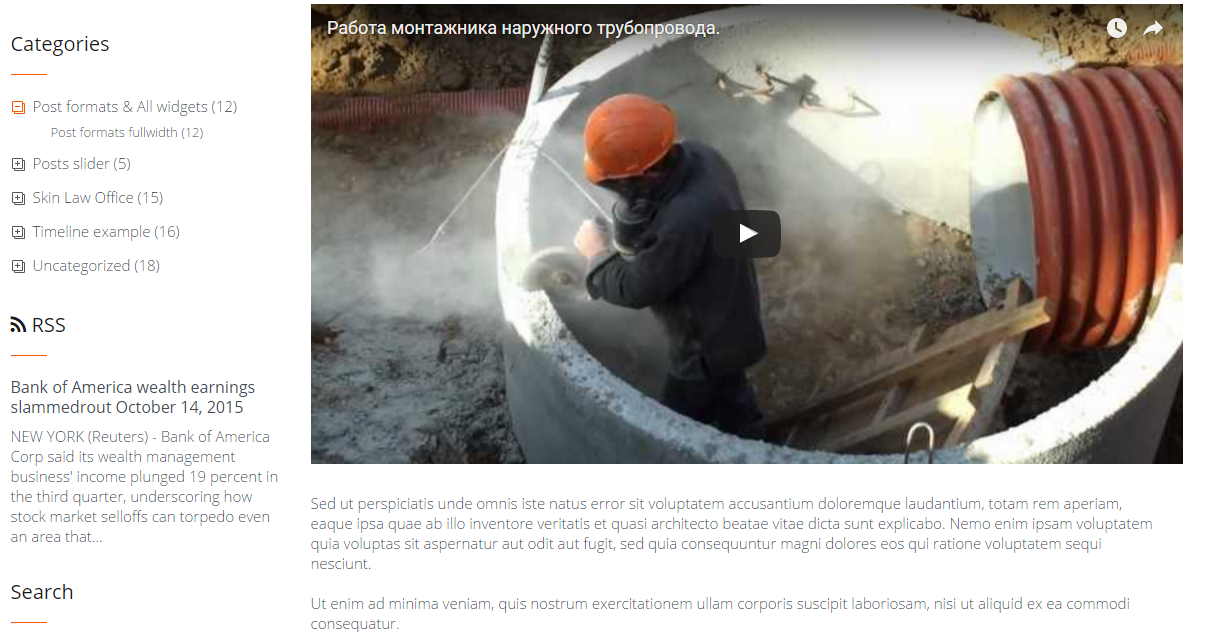 Categories
Post formats & All widgets (12)
Post formats fullwidth (12)
Posts slider (5)
Skin Law Office (15)
Timeline example (16)
Uncategorized (18)
RSS
Bank of America wealth earnings
slammedrout October 14, 2015
NEW YORK (Reuters) - Bank of America
Corp said its wealth management
business' income plunged 19 percent in
the third quarter, underscoring how
stock market selloffs can torpedo even
an area that...
Search
Работа монтажника наружного трубопровода.
Sed ut perspiciatis unde omnis iste natus error sit voluptatem accusantium doloremque laudantium, totam rem aperiam,
eaque ipsa quae ab illo inventore veritatis et quasi architecto beatae vitae dicta sunt explicabo. Nemo enim ipsam voluptatem
quia voluptas sit aspernatur aut odit aut fugit, sed quia consequuntur magni dolores eos qui ratione voluptatem sequi
nesciunt.
Ut enim ad minima veniam, quis nostrum exercitationem ullam corporis suscipit laboriosam, nisi ut aliquid ex ea commodi
consequatur.